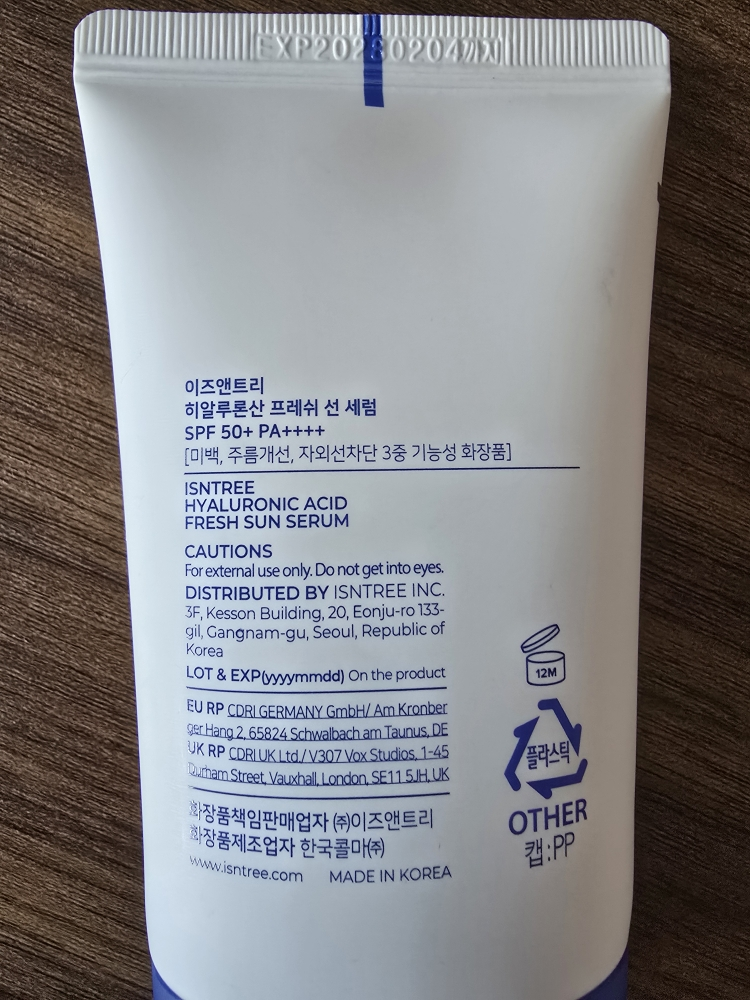 이즈앤트리
히알루론산 프레쉬 선 세럼
SPF 50+ PA++++
[미백, 주름개선, 자외선차단 3중 기능성 화장품]
ISNTREE
HYALURONIC ACID
FRESH SUN SERUM
CAUTIONS
For external use only. Do not get into eyes.
DISTRIBUTED BY ISNTREE INC.
3F, Kesson Building, 20, Eonju-ro 133-
gil, Gangnam-gu, Seoul, Republic of
Korea
LOT & EXP(yyyymmdd) On the product
EU RP CDRI GERMANY GmbH/ Am Kronber
ger Hang 2, 65824 Schwalbach am Taunus, DE
UK RP CDRI UK Ltd./ V307 Vox Studios, 1-45
Durham Street, Vauxhall, London, SE11 5JH, UK
화장품책임판매업자 ㈜이즈앤트리
화장품제조업자 한국콜마㈜
www.isntree.com MADE IN KOREA
12M
플라스틱
OTHER
캡:PP